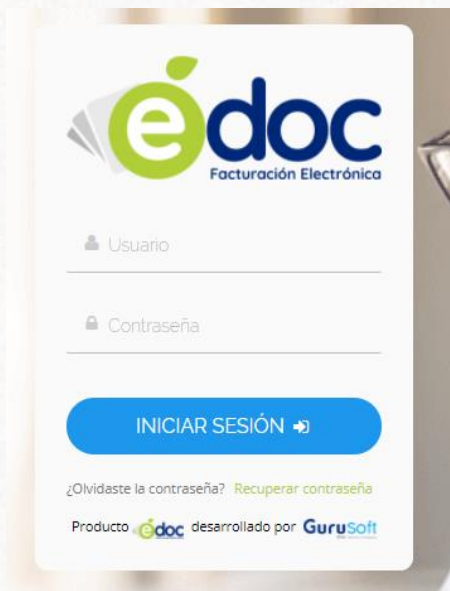 édoc
Facturación Electrónica
Usuario
Contraseña
INICIAR SESIÓN
¿Olvidaste la contraseña? Recuperar contraseña
Producto édoc desarrollado por GuruSoft